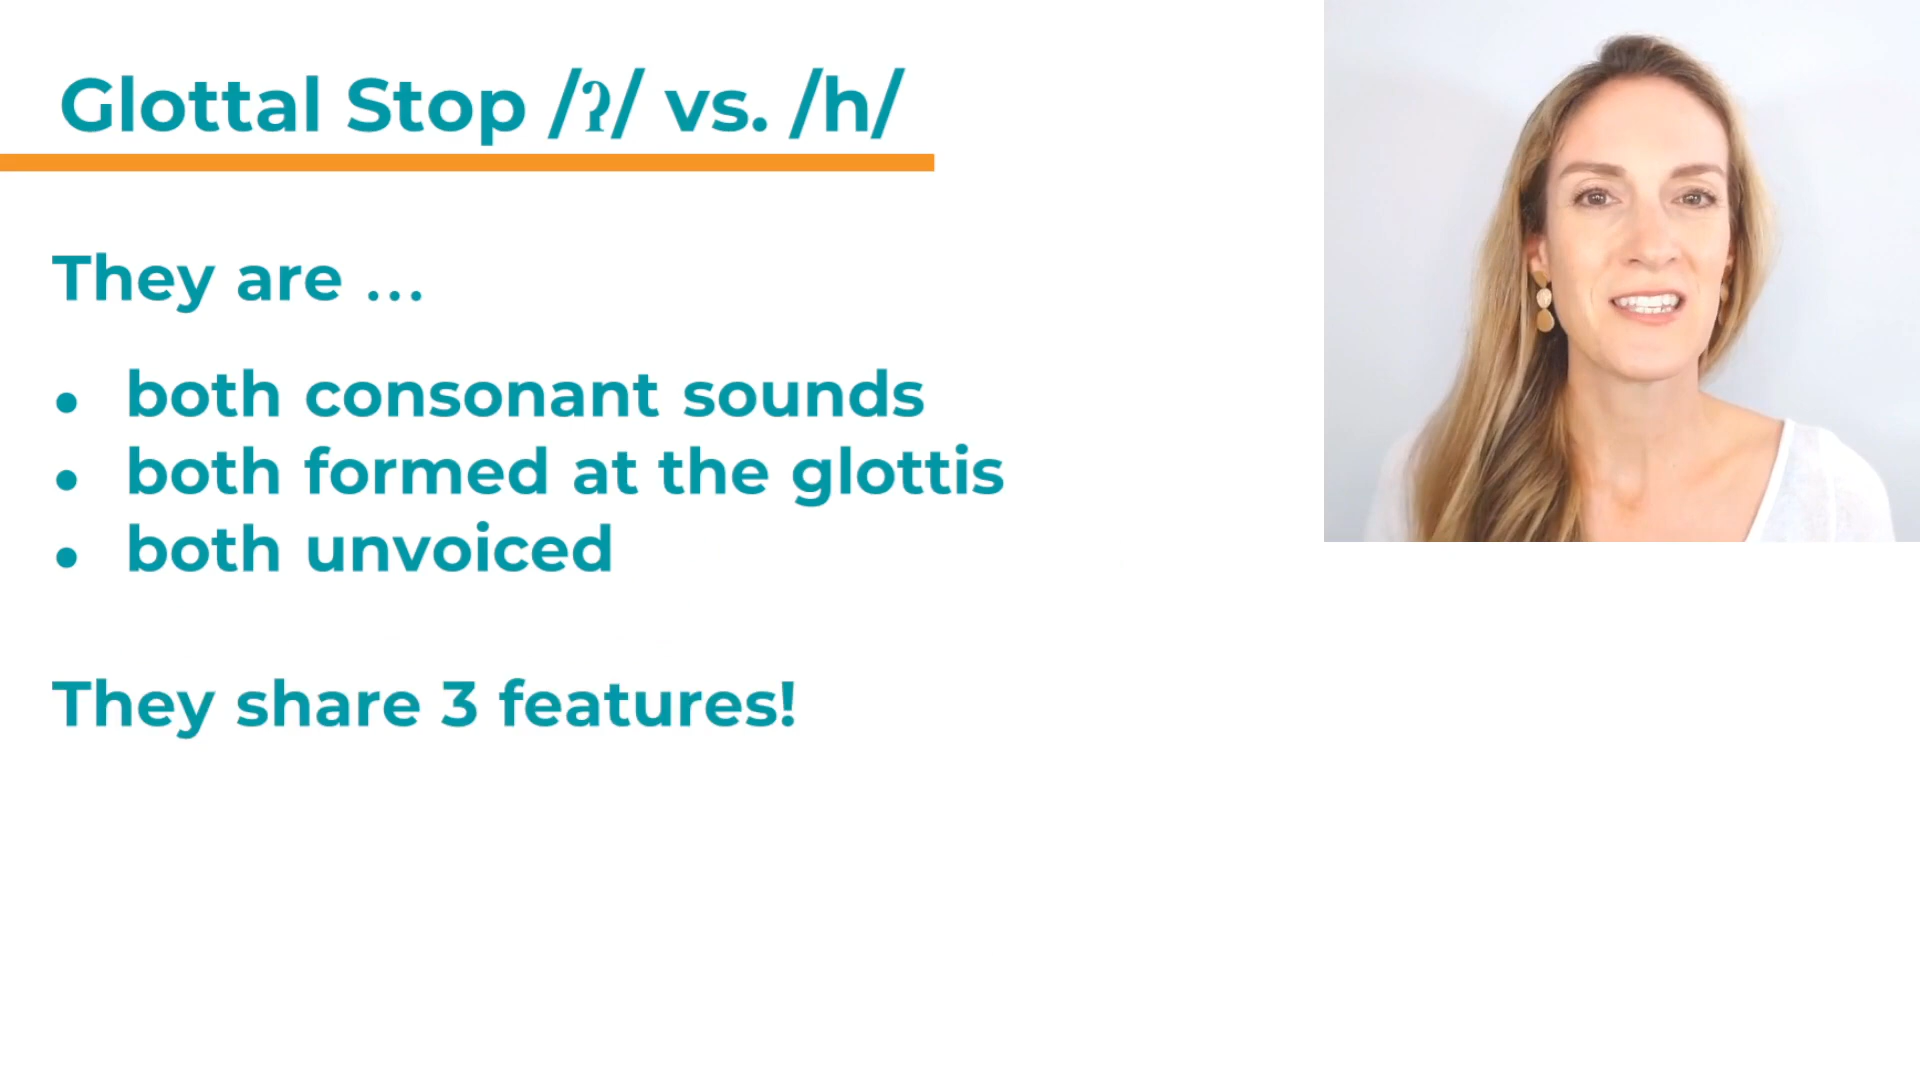 Glottal Stop /ʔ/ vs. /h/
They are …
• both consonant sounds
• both formed at the glottis
• both unvoiced
They share 3 features!